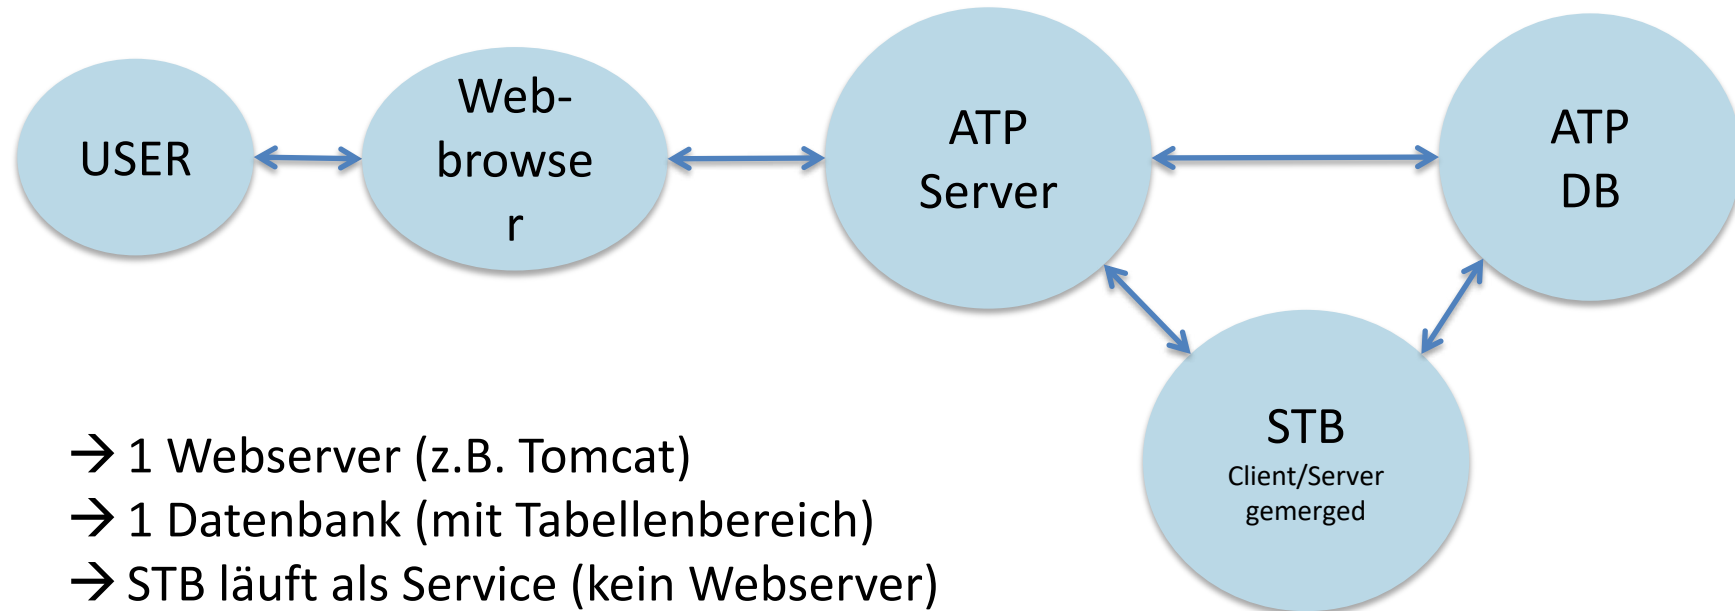 USER
Web-
browse
r
ATP
Server
ATP
DB
STB
Client/Server
gemerged
→ 1 Webserver (z.B. Tomcat)
→ 1 Datenbank (mit Tabellenbereich)
→ STB läuft als Service (kein Webserver)